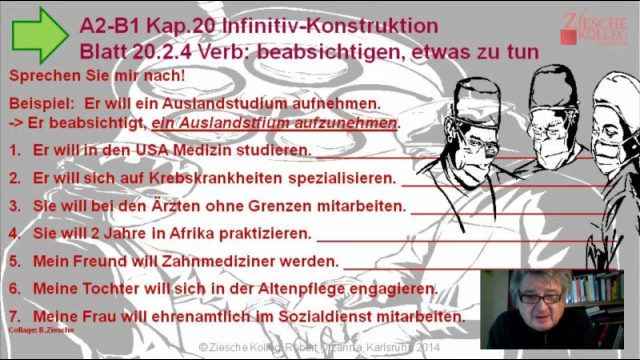 A2-B1 Kap.20 Infinitiv-Konstruktion
Blatt 20.2.4 Verb: beabsichtigen, etwas zu tun
ZIESCHE
KOLLEG
Sprechen Sie mir nach!
Beispiel: Er will ein Auslandstudium aufnehmen.
-> Er beabsichtigt, ein Auslandstfium aufzunehmen.
1. Er will in den USA Medizin studieren.
2. Er will sich auf Krebskrankheiten spezialisieren.
3. Sie will bei den Ärzten ohne Grenzen mitarbeiten.
4. Sie will 2 Jahre in Afrika praktizieren.
5. Mein Freund will Zahnmediziner werden.
6. Meine Tochter will sich in der Altenpflege engagieren.
7. Meine Frau will ehrenamtlich im Sozialdienst mitarbeiten.
Collage: B.Ziesche
© Ziesche Kolleg, Robert Karlsruhe 2014